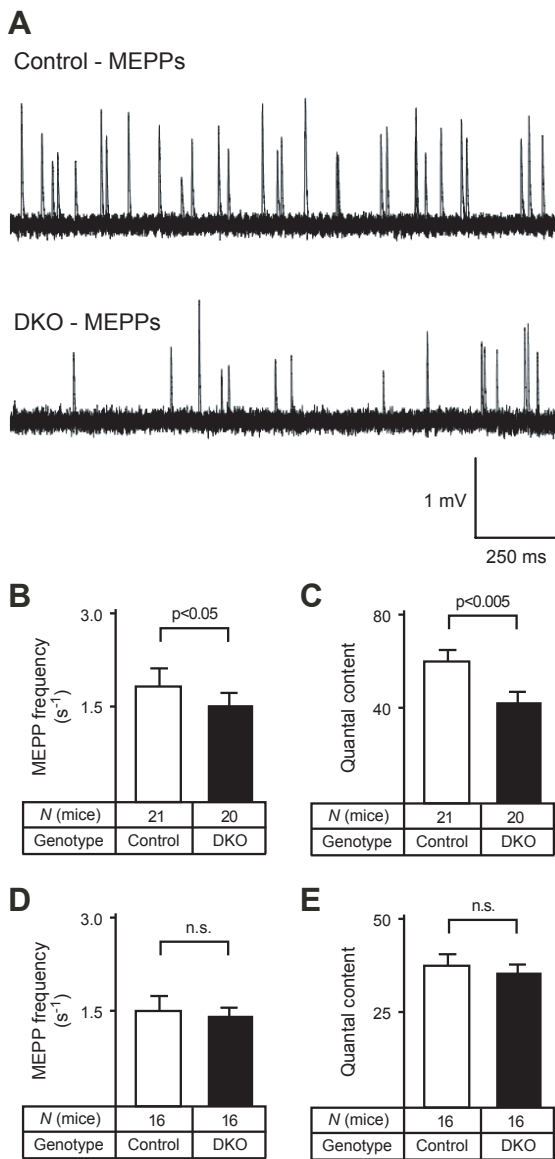 A
Control - MEPPs
DKO - MEPPs
1 mV
250 ms
B
MEPP frequency
(s-1)
3.0
1.5
p<0.05
N (mice) 21 20
Genotype Control DKO
C
Quantal content
80
40
p<0.005
N (mice) 21 20
Genotype Control DKO
D
MEPP frequency
(s-1)
3.0
1.5
n.s.
N (mice) 16 16
Genotype Control DKO
E
Quantal content
50
25
n.s.
N (mice) 16 16
Genotype Control DKO